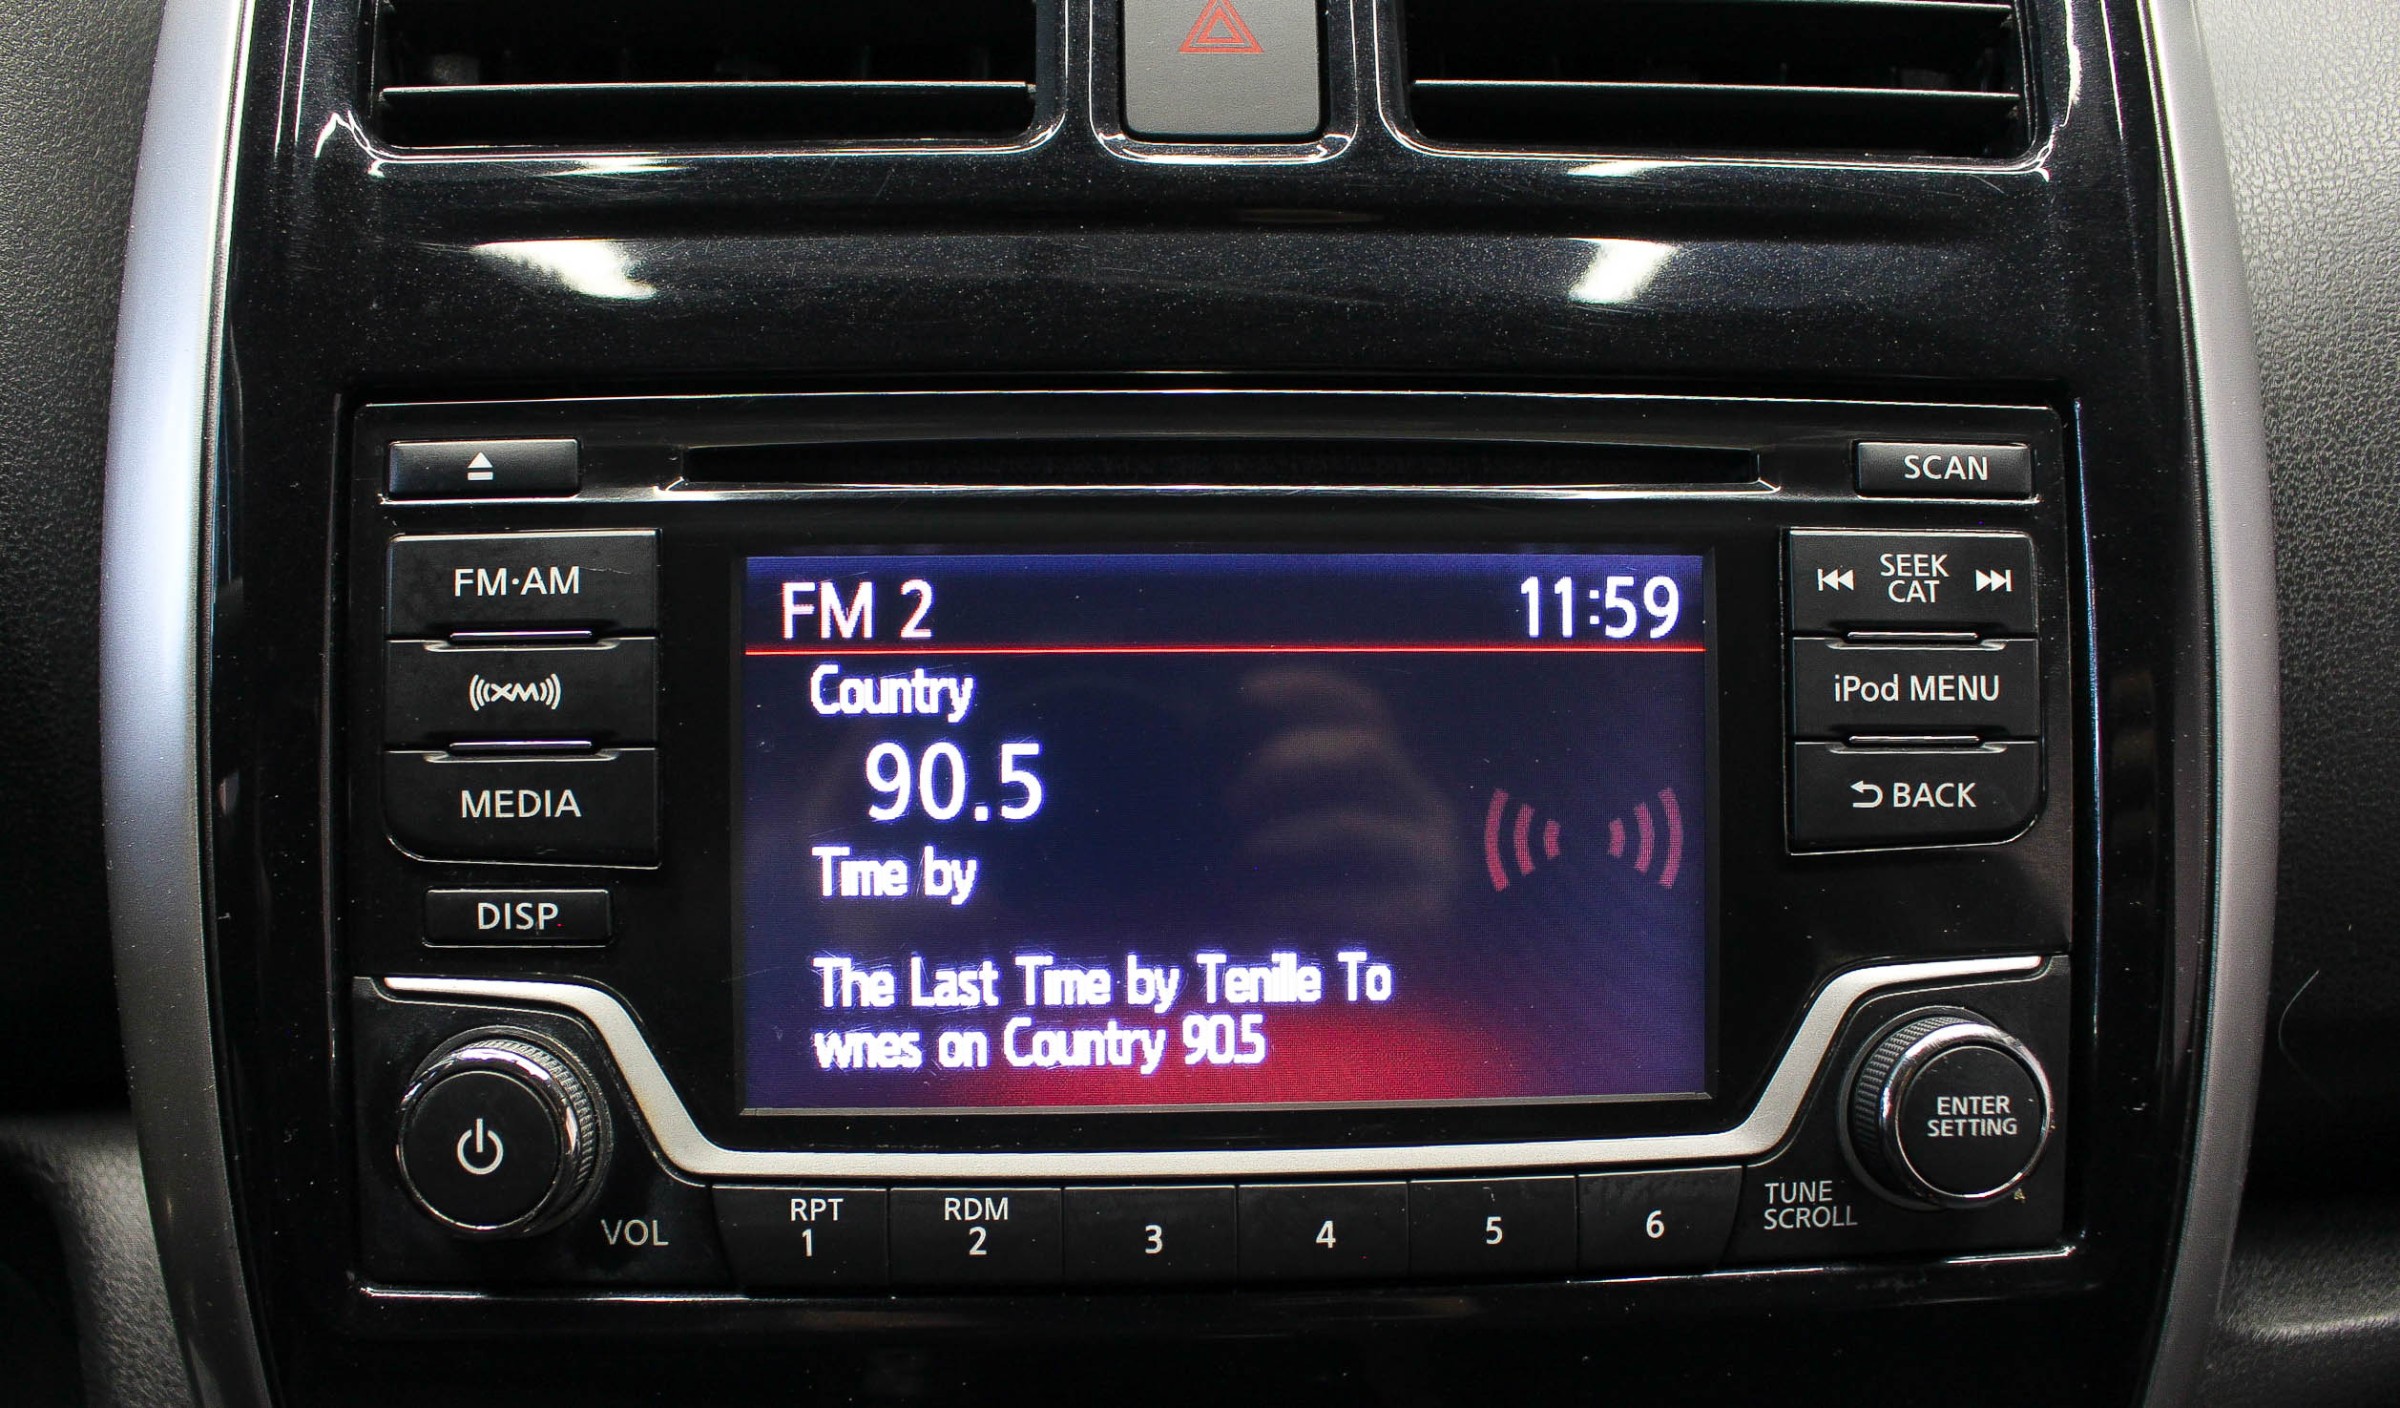 SCAN
FM·AM
SEEK
CAT
XM
iPod MENU
MEDIA
BACK
DISP
FM 2 11:59
Country
90.5
Time by
The Last Time by Tenille To
wnes on Country 90.5
ENTER
SETTING
VOL
TUNE
SCROLL
RPT
1
RDM
2
3
4
5
6